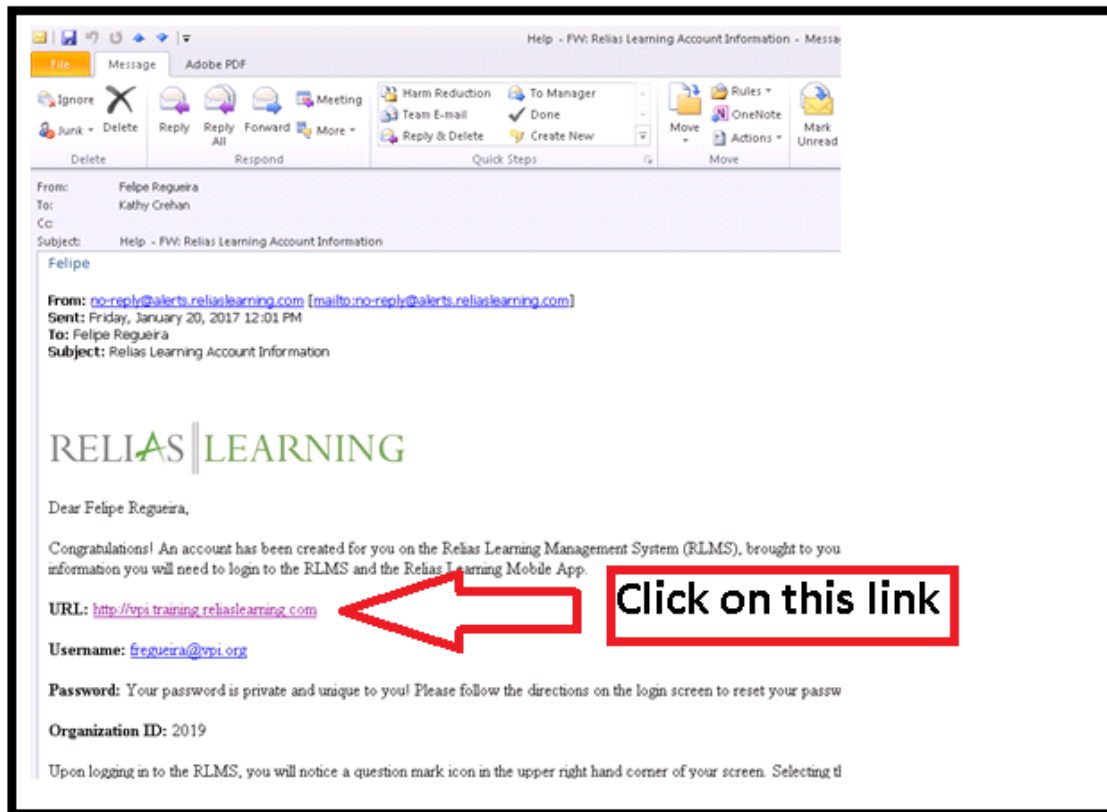 Help - FW: Relias Learning Account Information - Messa
File Message Adobe PDF
Ignore
Junk
Delete
Reply
Reply All
Forward
Meeting
More
Harm Reduction
Team E-mail
Reply & Delete
To Manager
Done
Create New
Move
Rules
OneNote
Actions
Mark Unread
Delete Respond Quick Steps Move
From: Felipe Regueira
To: Kathy Crehan
Cc:
Subject: Help - FW: Relias Learning Account Information
Felipe
From: no-reply@alerts.reliaslearning.com [mailto:no-reply@alerts.reliaslearning.com]
Sent: Friday, January 20, 2017 12:01 PM
To: Felipe Regueira
Subject: Relias Learning Account Information
RELIAS LEARNING
Dear Felipe Regueira,
Congratulations! An account has been created for you on the Relias Learning Management System (RLMS), brought to you
information you will need to login to the RLMS and the Relias Learning Mobile App.
URL: http://vpi.training.reliaslearning.com
Click on this link
Username: fregueira@vpi.org
Password: Your password is private and unique to you! Please follow the directions on the login screen to reset your passw
Organization ID: 2019
Upon logging in to the RLMS, you will notice a question mark icon in the upper right hand corner of your screen. Selecting th